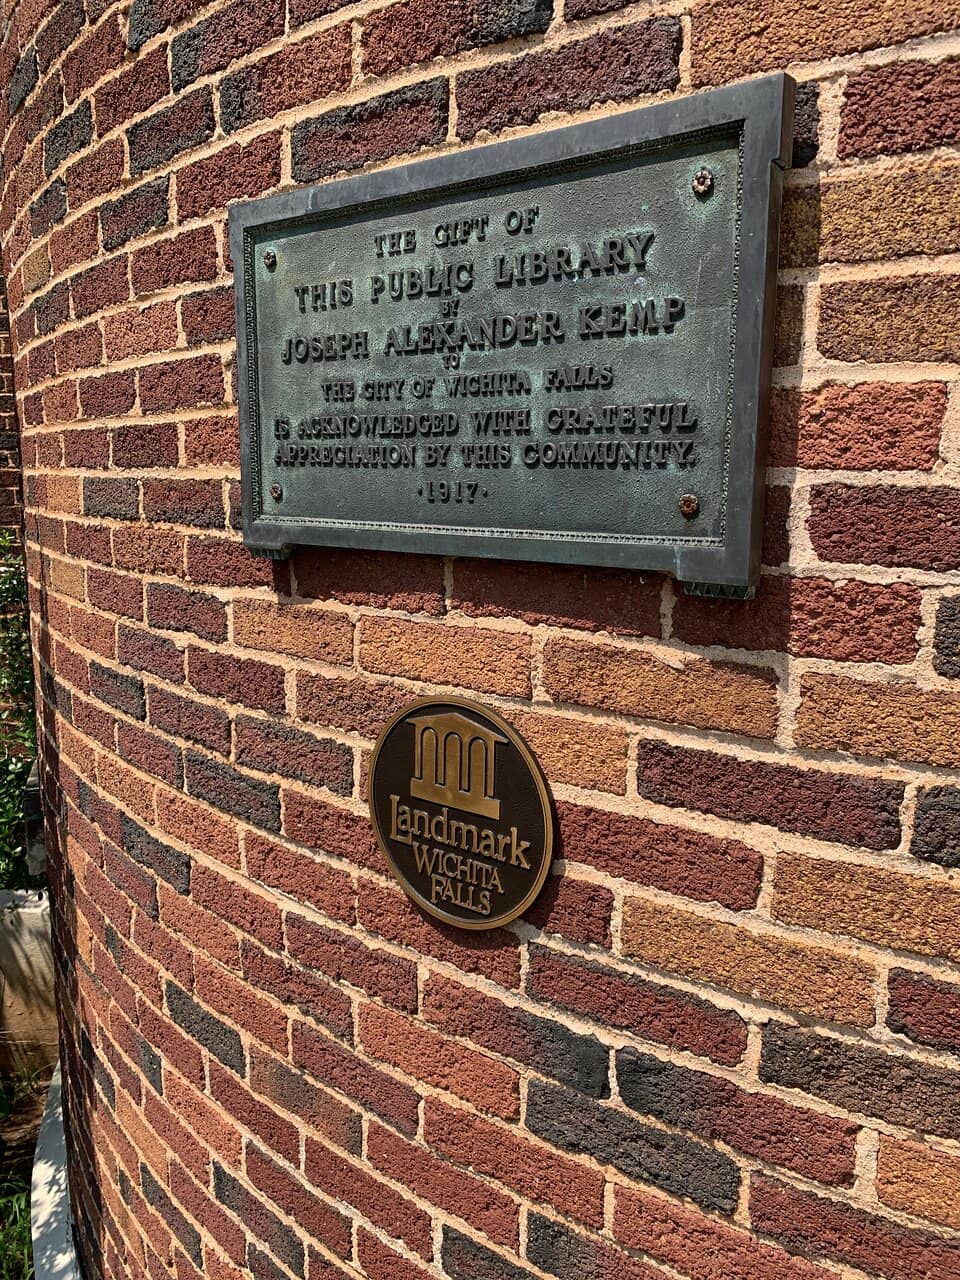 THE GIFT OF
THIS PUBLIC LIBRARY
BY
JOSEPH ALEXANDER KEMP
TO
THE CITY OF WICHITA FALLS
IS ACKNOWLEDGED WITH GRATEFUL
APPRECIATION BY THIS COMMUNITY.
·1917·
Landmark
WICHITA
FALLS